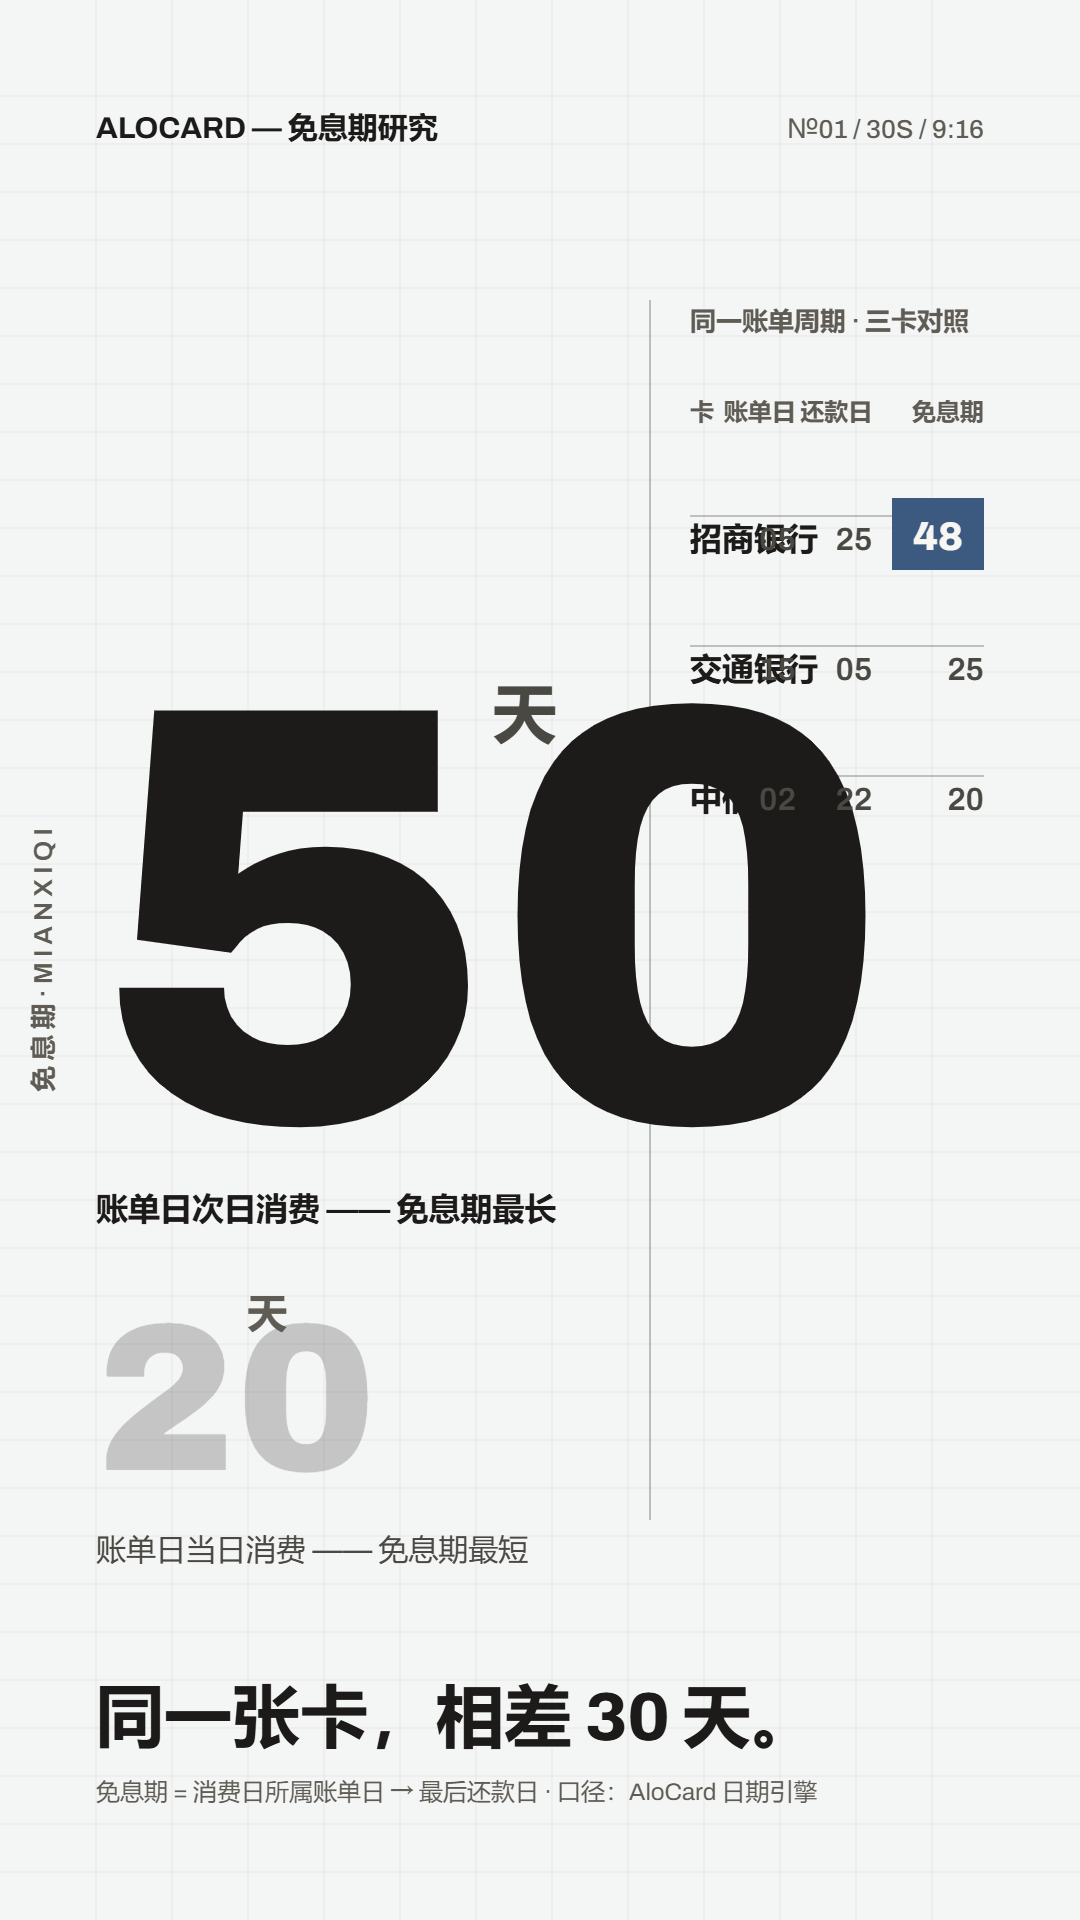 ALOCARD — 免息期研究
№01 / 30S / 9:16
同一账单周期 · 三卡对照
卡 账单日 还款日 免息期
招商银行 05 25 48
交通银行 15 05 25
中信 02 22 20
50 天
免息期·MIANXIQI
账单日次日消费 —— 免息期最长
20 天
账单日当日消费 —— 免息期最短
同一张卡，相差 30 天。
免息期 = 消费日所属账单日 → 最后还款日 · 口径：AloCard 日期引擎